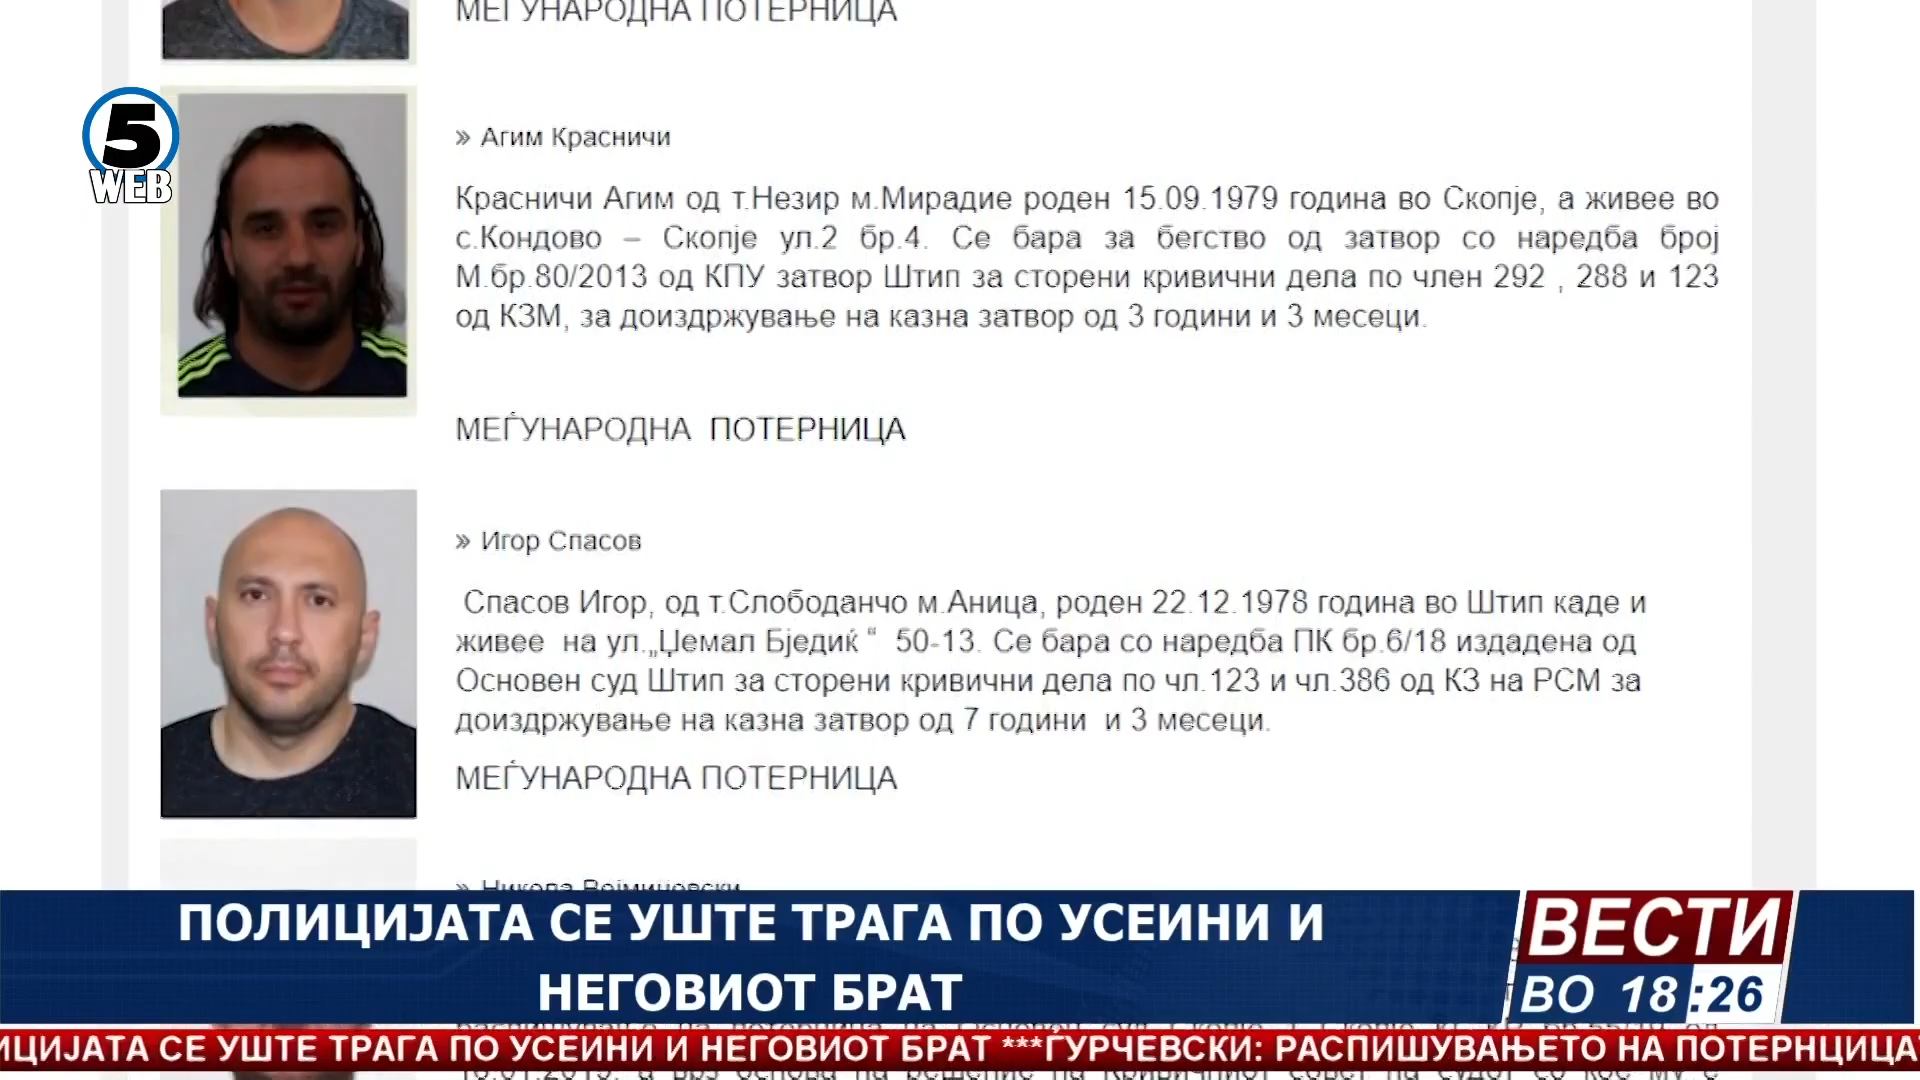 МЕЃУНАРОДНА ПОТЕРНИЦА
5
WEB
» Агим Красничи
Красничи Агим од т.Незир м.Мирадие роден 15.09.1979 година во Скопје, а живее во
с.Кондово – Скопје ул.2 бр.4. Се бара за бегство од затвор со наредба број
М.бр.80/2013 од КПУ затвор Штип за сторени кривични дела по член 292 , 288 и 123
од КЗМ, за доиздржување на казна затвор од 3 години и 3 месеци.
МЕЃУНАРОДНА ПОТЕРНИЦА
» Игор Спасов
Спасов Игор, од т.Слободанчо м.Аница, роден 22.12.1978 година во Штип каде и
живее на ул.„Џемал Бједиќ “ 50-13. Се бара со наредба ПК бр.6/18 издадена од
Основен суд Штип за сторени кривични дела по чл.123 и чл.386 од КЗ на РСМ за
доиздржување на казна затвор од 7 години и 3 месеци.
МЕЃУНАРОДНА ПОТЕРНИЦА
» Никола
ПОЛИЦИЈАТА СЕ УШТЕ ТРАГА ПО УСЕИНИ И
НЕГОВИОТ БРАТ
ВЕСТИ
ВО 18:26
ИЦИЈАТА СЕ УШТЕ ТРАГА ПО УСЕИНИ И НЕГОВИОТ БРАТ ***ЃУРЧЕВСКИ: РАСПИШУВАЊЕТО НА ПОТЕРНЦИЦА